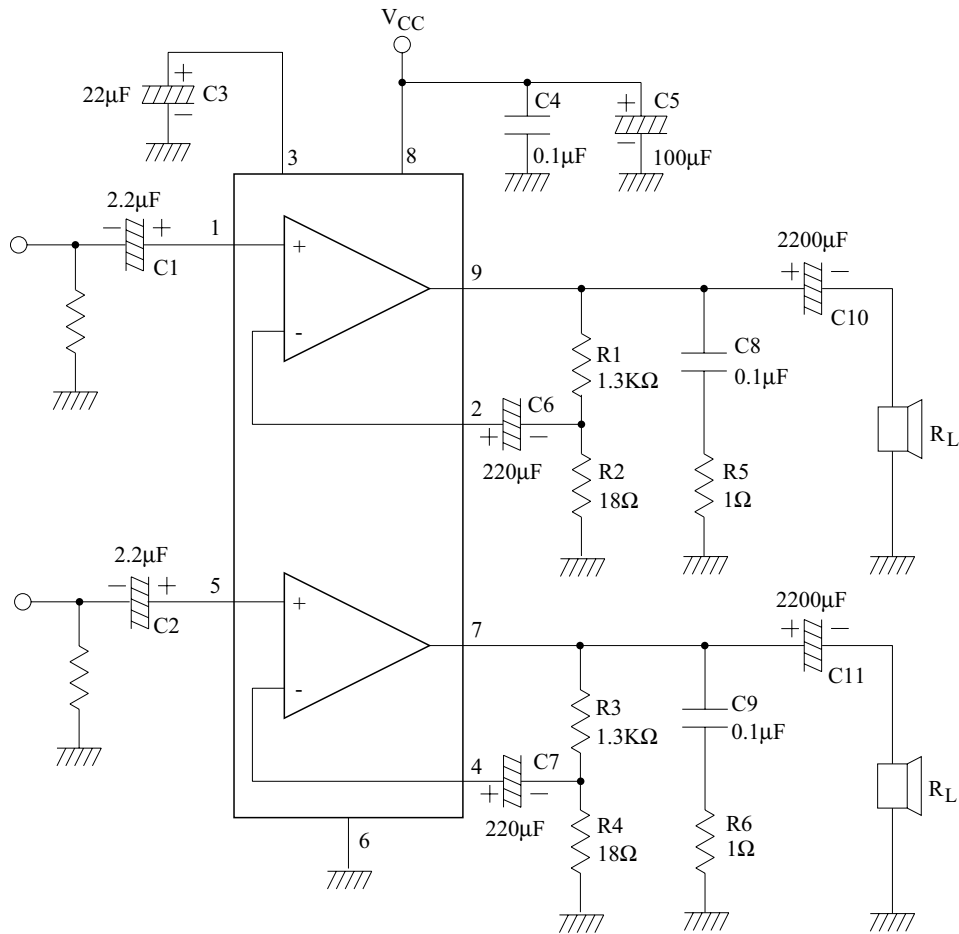 V_CC
+
22µF
C3
−
3
8
C4
0.1µF
+
C5
−
100µF
2.2µF
− +
C1
1
+
-
9
2200µF
+ −
C10
R1
1.3KΩ
C8
0.1µF
2
C6
+ −
220µF
R2
18Ω
R5
1Ω
R_L
2.2µF
− +
C2
5
+
-
7
2200µF
+ −
C11
R3
1.3KΩ
C9
0.1µF
4
C7
+ −
220µF
R4
18Ω
R6
1Ω
R_L
6